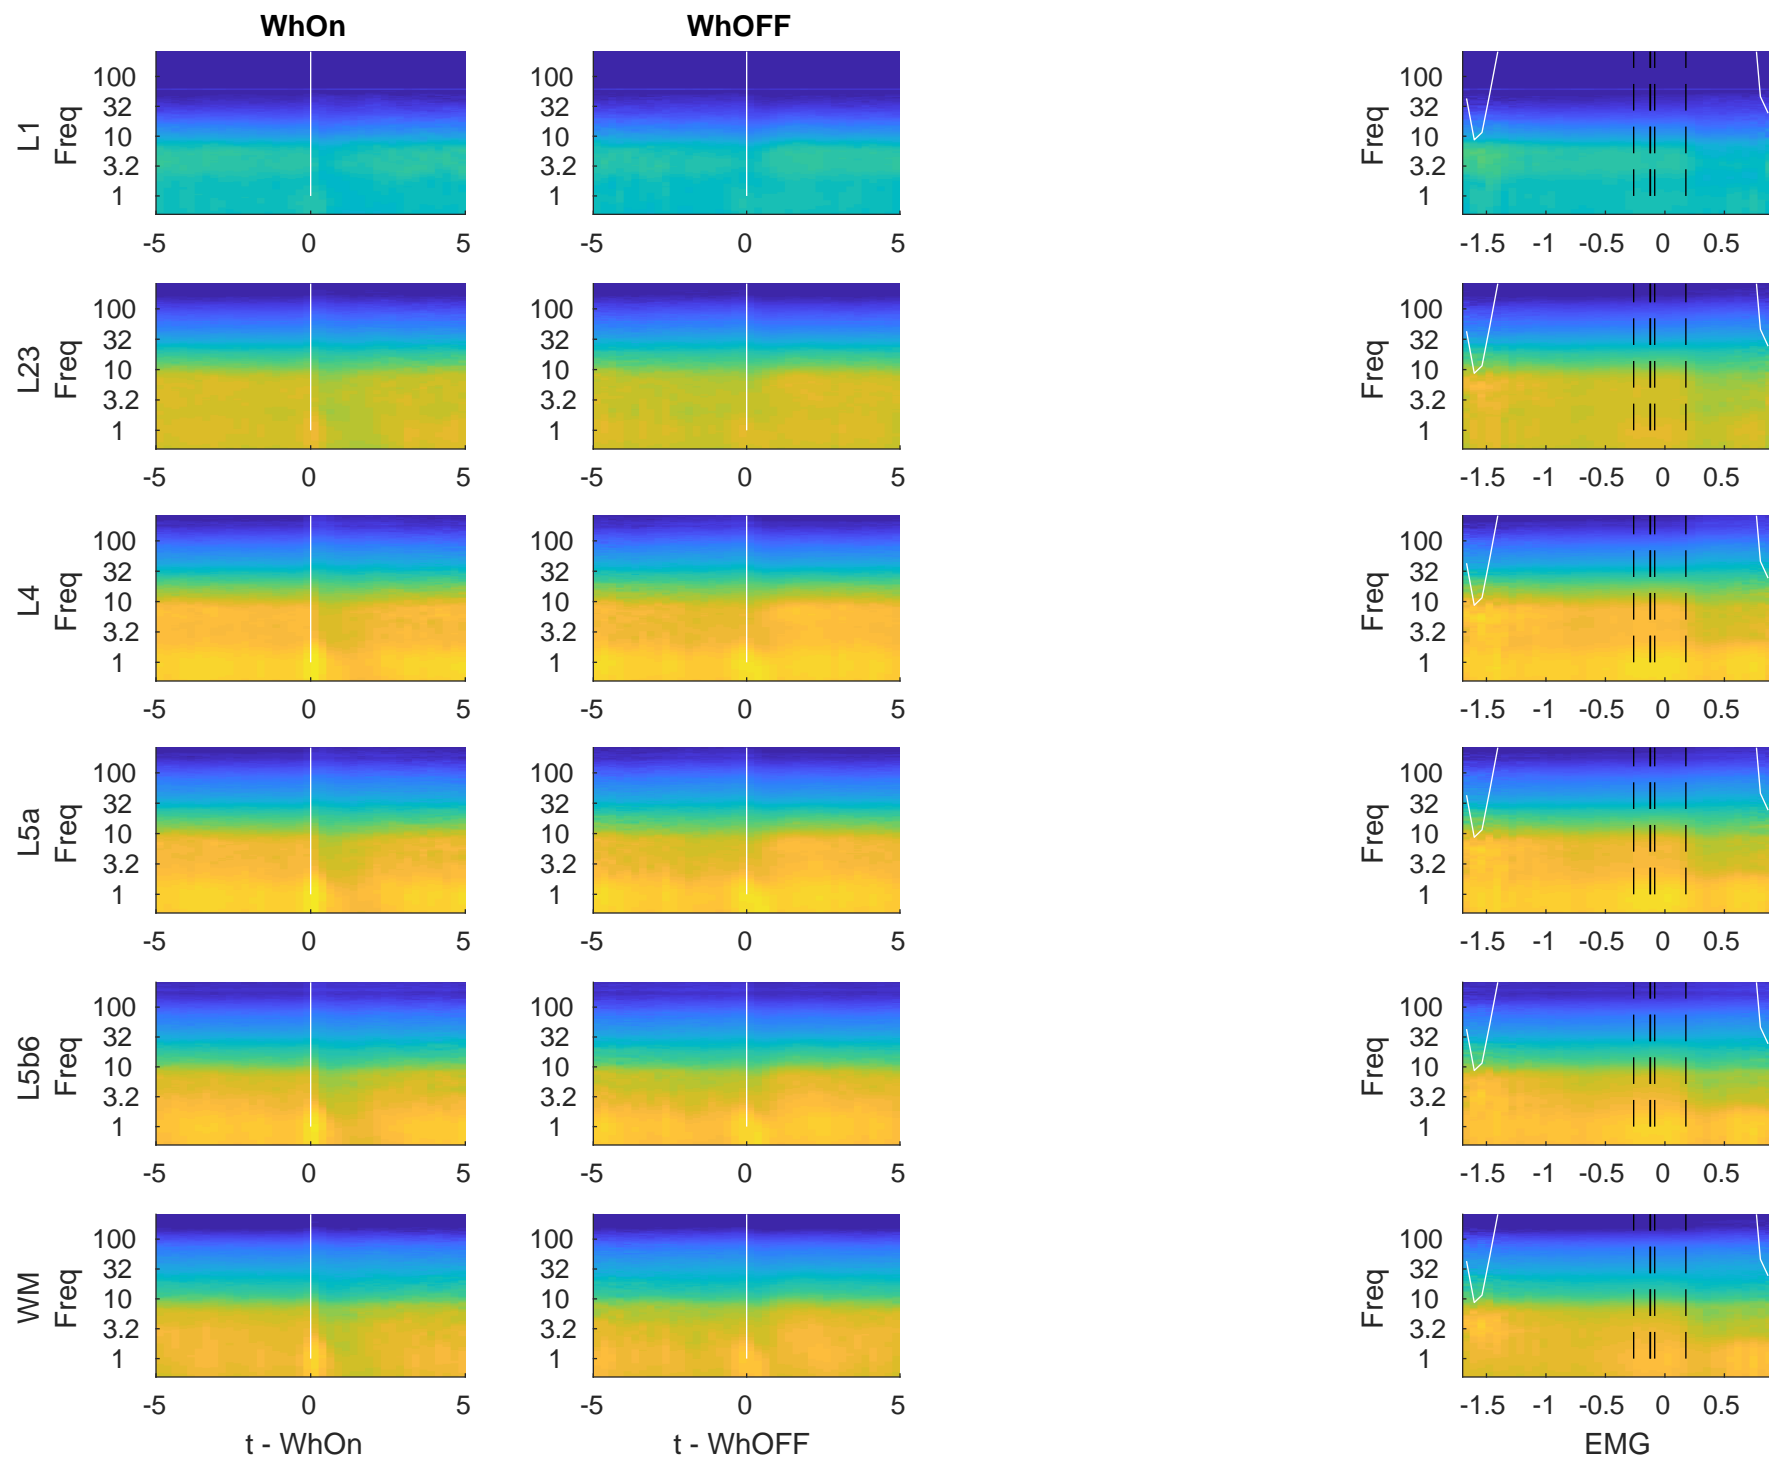 WhOn WhOFF
L1 Freq 100 32 10 3.2 1 Freq 100 32 10 3.2 1
100 32 10 3.2 1
-5 0 5 -5 0 5 -1.5 -1 -0.5 0 0.5
L23 Freq 100 32 10 3.2 1 Freq 100 32 10 3.2 1
100 32 10 3.2 1
-5 0 5 -5 0 5 -1.5 -1 -0.5 0 0.5
L4 Freq 100 32 10 3.2 1 Freq 100 32 10 3.2 1
100 32 10 3.2 1
-5 0 5 -5 0 5 -1.5 -1 -0.5 0 0.5
L5a Freq 100 32 10 3.2 1 Freq 100 32 10 3.2 1
100 32 10 3.2 1
-5 0 5 -5 0 5 -1.5 -1 -0.5 0 0.5
L5b6 Freq 100 32 10 3.2 1 Freq 100 32 10 3.2 1
100 32 10 3.2 1
-5 0 5 -5 0 5 -1.5 -1 -0.5 0 0.5
WM Freq 100 32 10 3.2 1 Freq 100 32 10 3.2 1
100 32 10 3.2 1
-5 0 5 -5 0 5 -1.5 -1 -0.5 0 0.5
t - WhOn t - WhOFF EMG